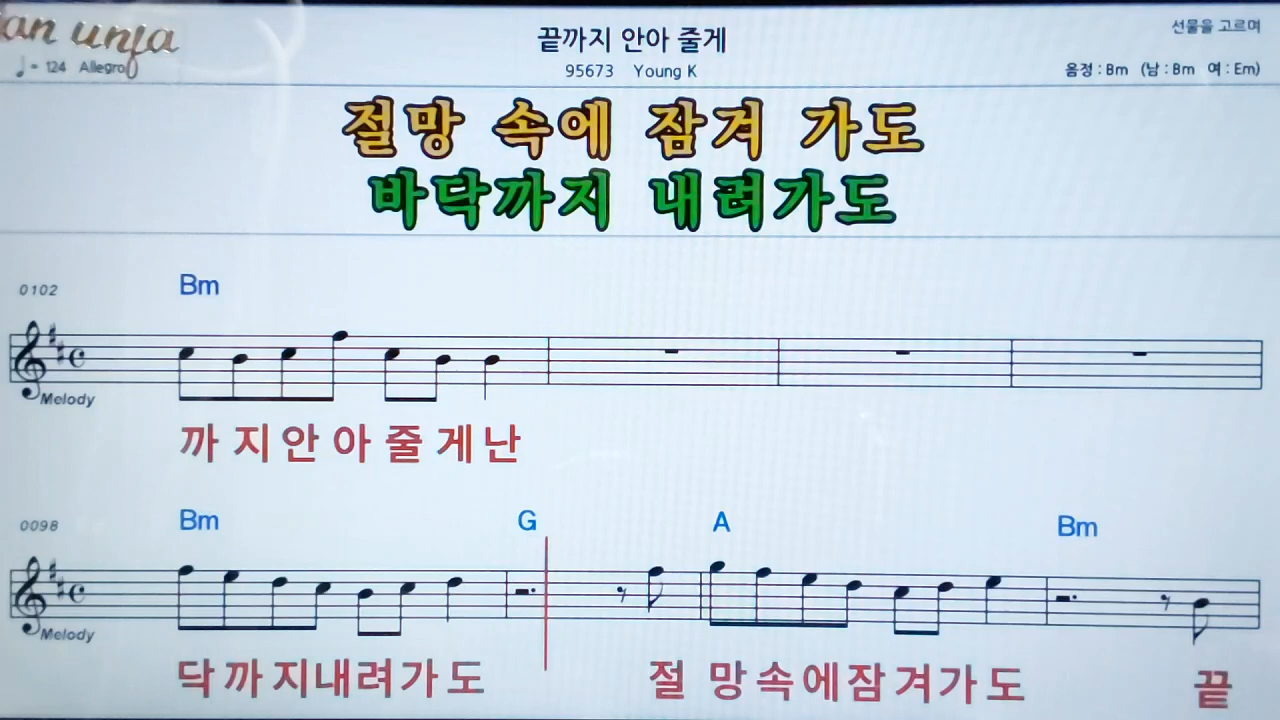 끝까지 안아 줄게
선물을 고르며
♩= 124 Allegro
95673 Young K
음정 : Bm (남 : Bm 여 : Em)
절망 속에 잠겨 가도
바닥까지 내려가도
0102
Bm
Melody
까 지 안 아 줄 게 난
0098
Bm G A Bm
Melody
닥 까 지 내 려 가 도 절 망 속 에 잠 겨 가 도 끝